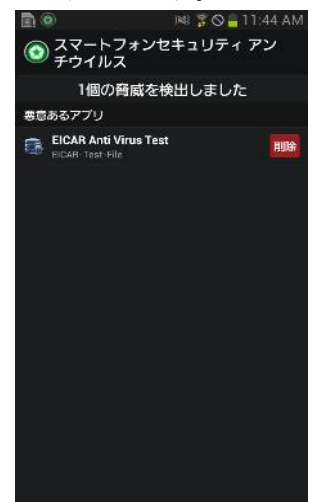 11:44 AM
スマートフォンセキュリティ アン
チウイルス
1個の脅威を検出しました
悪意あるアプリ
EICAR Anti Virus Test
削除
EICAR-Test-File